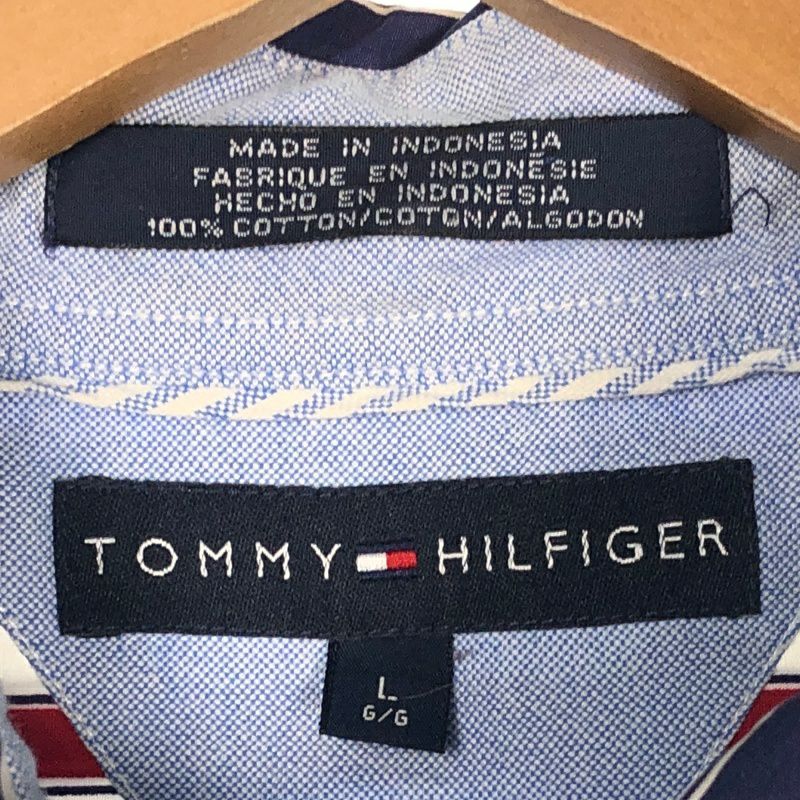 MADE IN INDONESIA
FABRIQUE EN INDONÉSIE
HECHO EN INDONESIA
100% COTTON/COTON/ALGODON
TOMMY HILFIGER
L
G/G